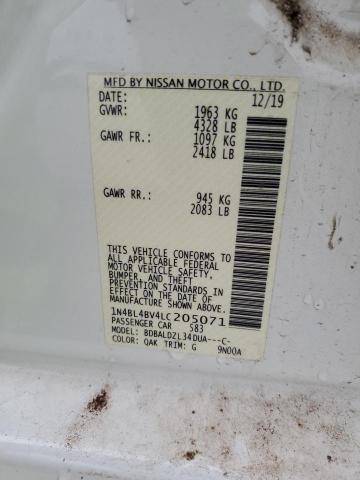 MFD BY NISSAN MOTOR CO., LTD.
DATE: 12/19
GVWR: 1963 KG
4328 LB
GAWR FR.: 1097 KG
2418 LB
GAWR RR.: 945 KG
2083 LB
THIS VEHICLE CONFORMS TO
ALL APPLICABLE FEDERAL
MOTOR VEHICLE SAFETY,
BUMPER, AND THEFT
PREVENTION STANDARDS
IN EFFECT ON THE DATE OF
MANUFACTURE SHOWN ABOVE.
1N4BL4BV4LC205071
PASSENGER CAR 583
MODEL: BDBALDZL34DUA---C-
COLOR: QAK TRIM: G 9N00A